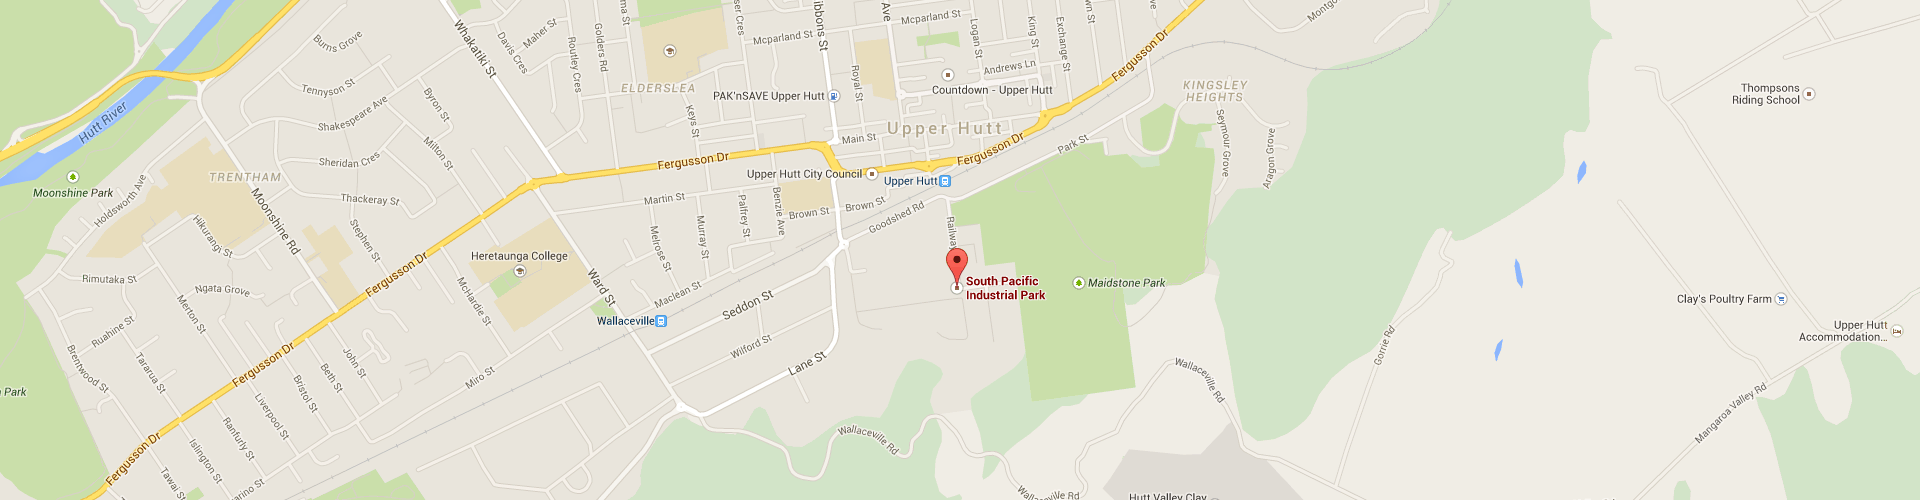 Burns Grove
Whakatiki St
Davis Cres
Maher St
Routley Cres
Golders Rd
Mcparland St
Mcparland St
Ave
Logan St
King St
Exchange St
Fergusson Dr
Tennyson St
Shakespeare Ave
Byron St
Milton St
Sheridan Cres
Hutt River
ELDERSLEA
Keys St
PAK'nSAVE Upper Hutt
Royal St
Andrews Ln
Countdown - Upper Hutt
KINGSLEY
HEIGHTS
Thompsons
Riding School
Main St
Upper Hutt
Fergusson Dr
Park St
Seymour Grove
Aragon Grove
Moonshine Park
Holdsworth Ave
TRENTHAM
Moonshine Rd
Thackeray St
Fergusson Dr
Upper Hutt City Council
Upper Hutt
Martin St
Benzie Ave
Brown St
Brown St
Goodshed Rd
Railway
Hikurangi St
Stephen St
Palfrey St
Murray St
Melrose St
Heretaunga College
Rimutaka St
Ngata Grove
Merton St
Fergusson Dr
McHardie St
Ward St
Maclean St
Seddon St
South Pacific
Industrial Park
Maidstone Park
Clay's Poultry Farm
Upper Hutt
Accommodation...
Wallaceville
Ruahine St
Brentwood St
Tararua St
Fergusson Dr
John St
Beth St
Bristol St
Liverpool St
Ranfurly St
Islington St
Tawai St
Miro St
Wilford St
Lane St
Gorrie Rd
Wallaceville Rd
Wallaceville Rd
Wallaceville Rd
Mangaroa Valley Rd
Park
Fergusson Dr
Hutt Valley Clay